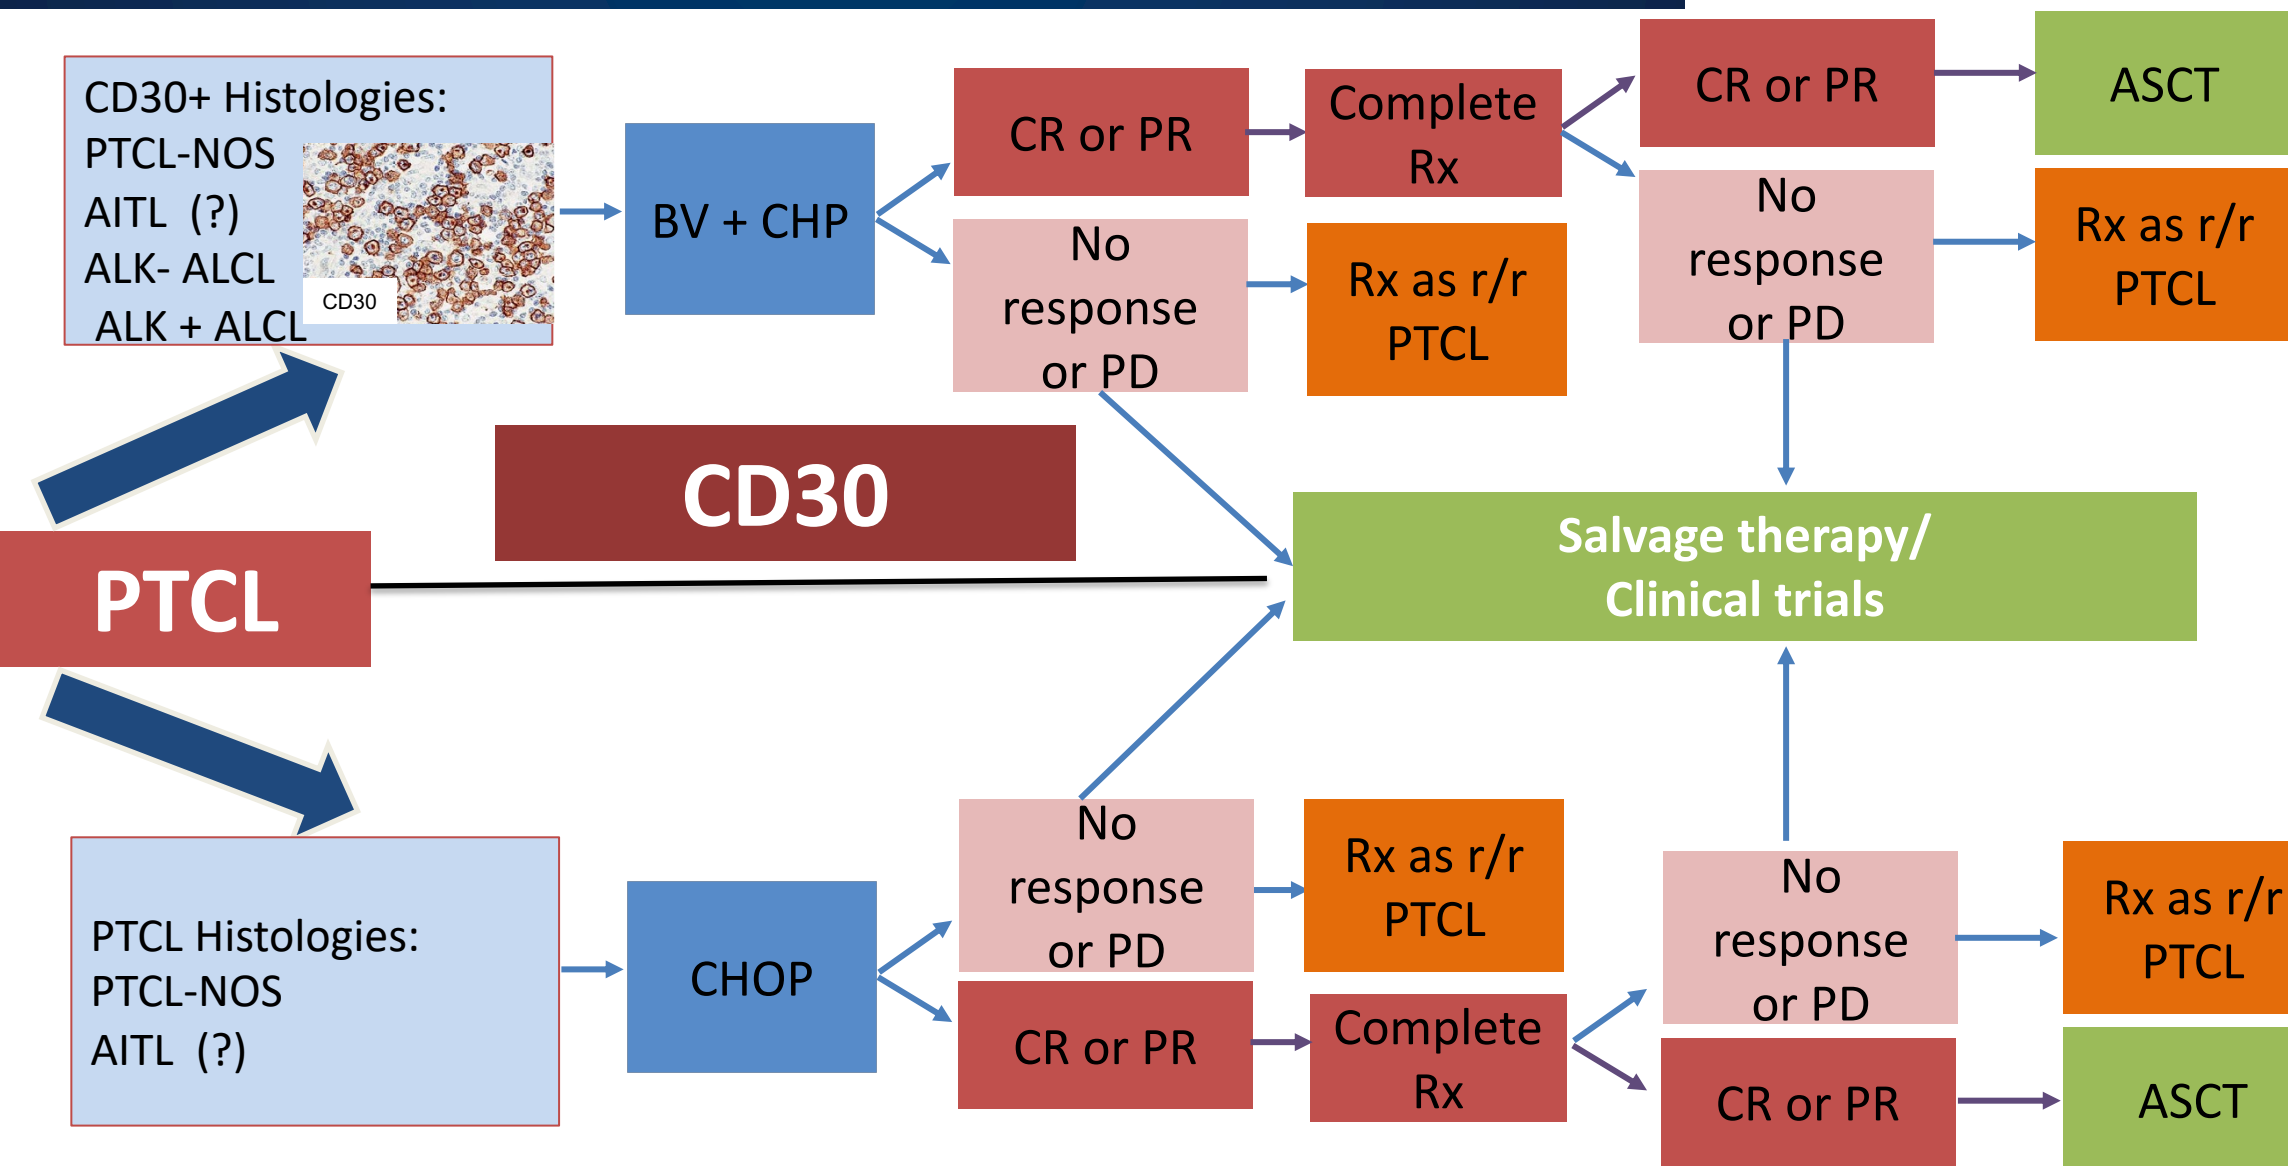 CD30+ Histologies:
PTCL-NOS
AITL  (?)
ALK- ALCL
ALK + ALCL
CD30
BV + CHP
CR or PR
No
response
or PD
Complete
Rx
Rx as r/r
PTCL
CR or PR
No
response
or PD
ASCT
Rx as r/r
PTCL
CD30
PTCL
Salvage therapy/
Clinical trials
PTCL Histologies:
PTCL-NOS
AITL  (?)
CHOP
No
response
or PD
CR or PR
Rx as r/r
PTCL
Complete
Rx
No
response
or PD
CR or PR
Rx as r/r
PTCL
ASCT